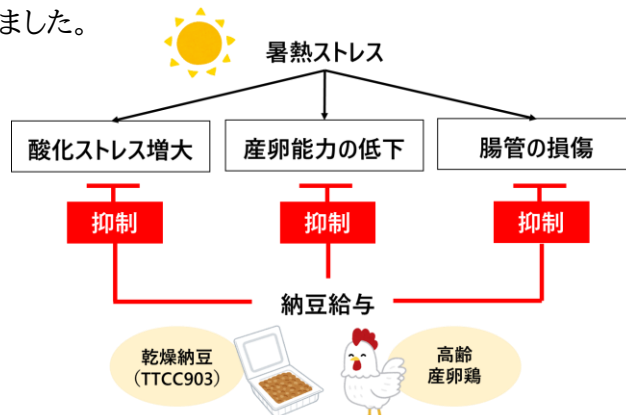 ました。
暑熱ストレス
酸化ストレス増大
産卵能力の低下
腸管の損傷
抑制
抑制
抑制
納豆給与
乾燥納豆
（TTCC903）
高齢
産卵鶏